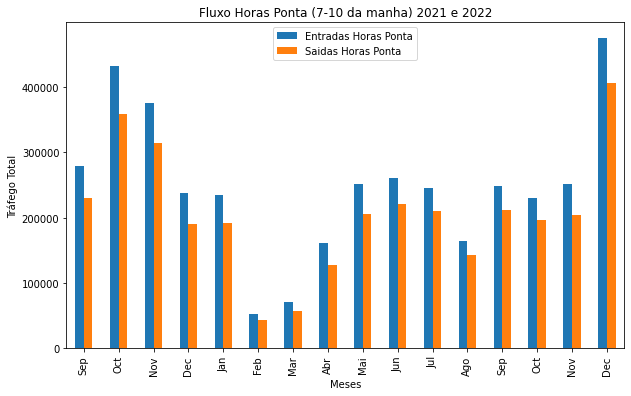 Fluxo Horas Ponta (7-10 da manha) 2021 e 2022
Entradas Horas Ponta
Saidas Horas Ponta
Tráfego Total
400000
300000
200000
100000
0
Sep Oct Nov Dec Jan Feb Mar Abr Mai Jun Jul Ago Sep Oct Nov Dec
Meses